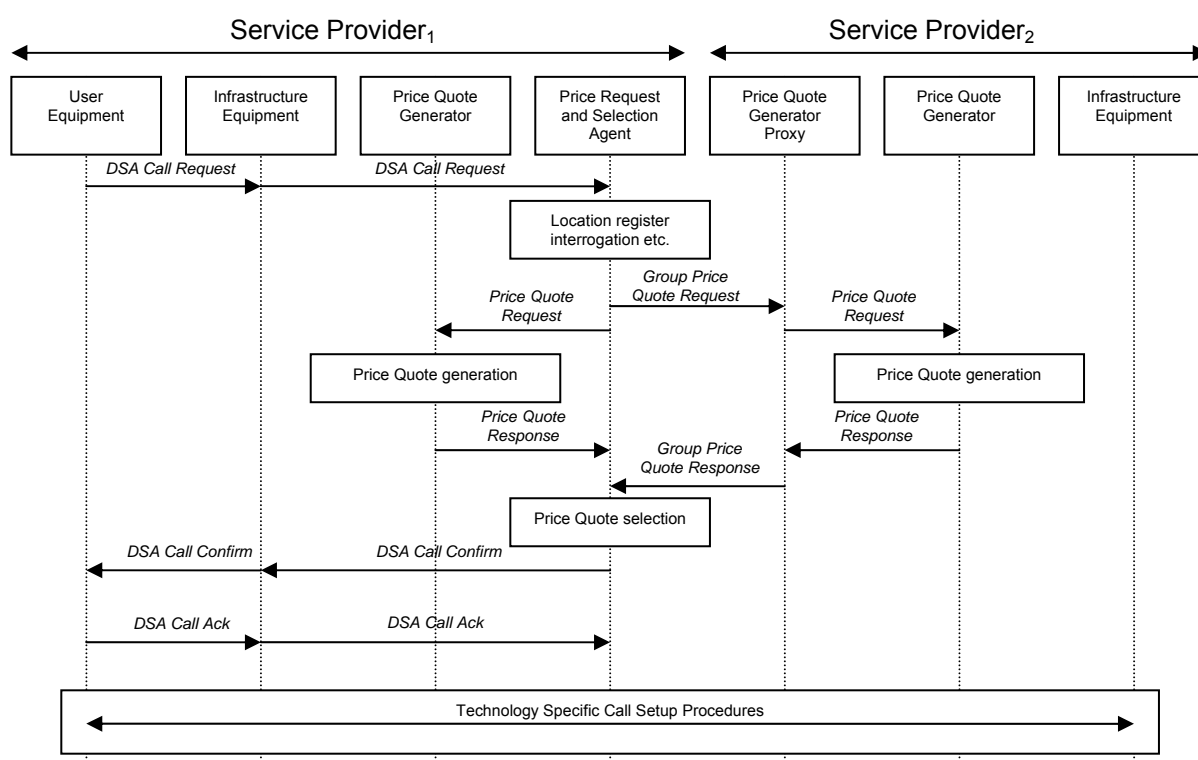 Service Provider1
Service Provider2
User
Equipment
Infrastructure
Equipment
Price Quote
Generator
Price Request
and Selection
Agent
Price Quote
Generator
Proxy
Price Quote
Generator
Infrastructure
Equipment
DSA Call Request
DSA Call Request
Location register
interrogation etc.
Group Price
Quote Request
Price Quote
Request
Price Quote
Request
Price Quote generation
Price Quote generation
Price Quote
Response
Price Quote
Response
Group Price
Quote Response
Price Quote selection
DSA Call Confirm
DSA Call Confirm
DSA Call Ack
DSA Call Ack
Technology Specific Call Setup Procedures